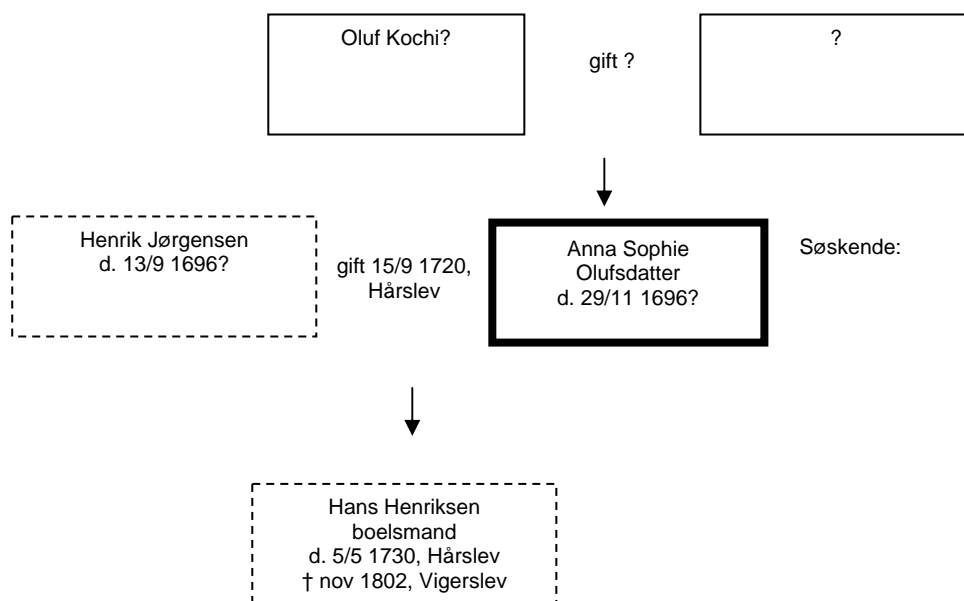 Oluf Kochi?
gift ?
?
Henrik Jørgensen
d. 13/9 1696?
gift 15/9 1720,
Hårslev
Anna Sophie
Olufsdatter
d. 29/11 1696?
Søskende:
Hans Henriksen
boelsmand
d. 5/5 1730, Hårslev
† nov 1802, Vigerslev